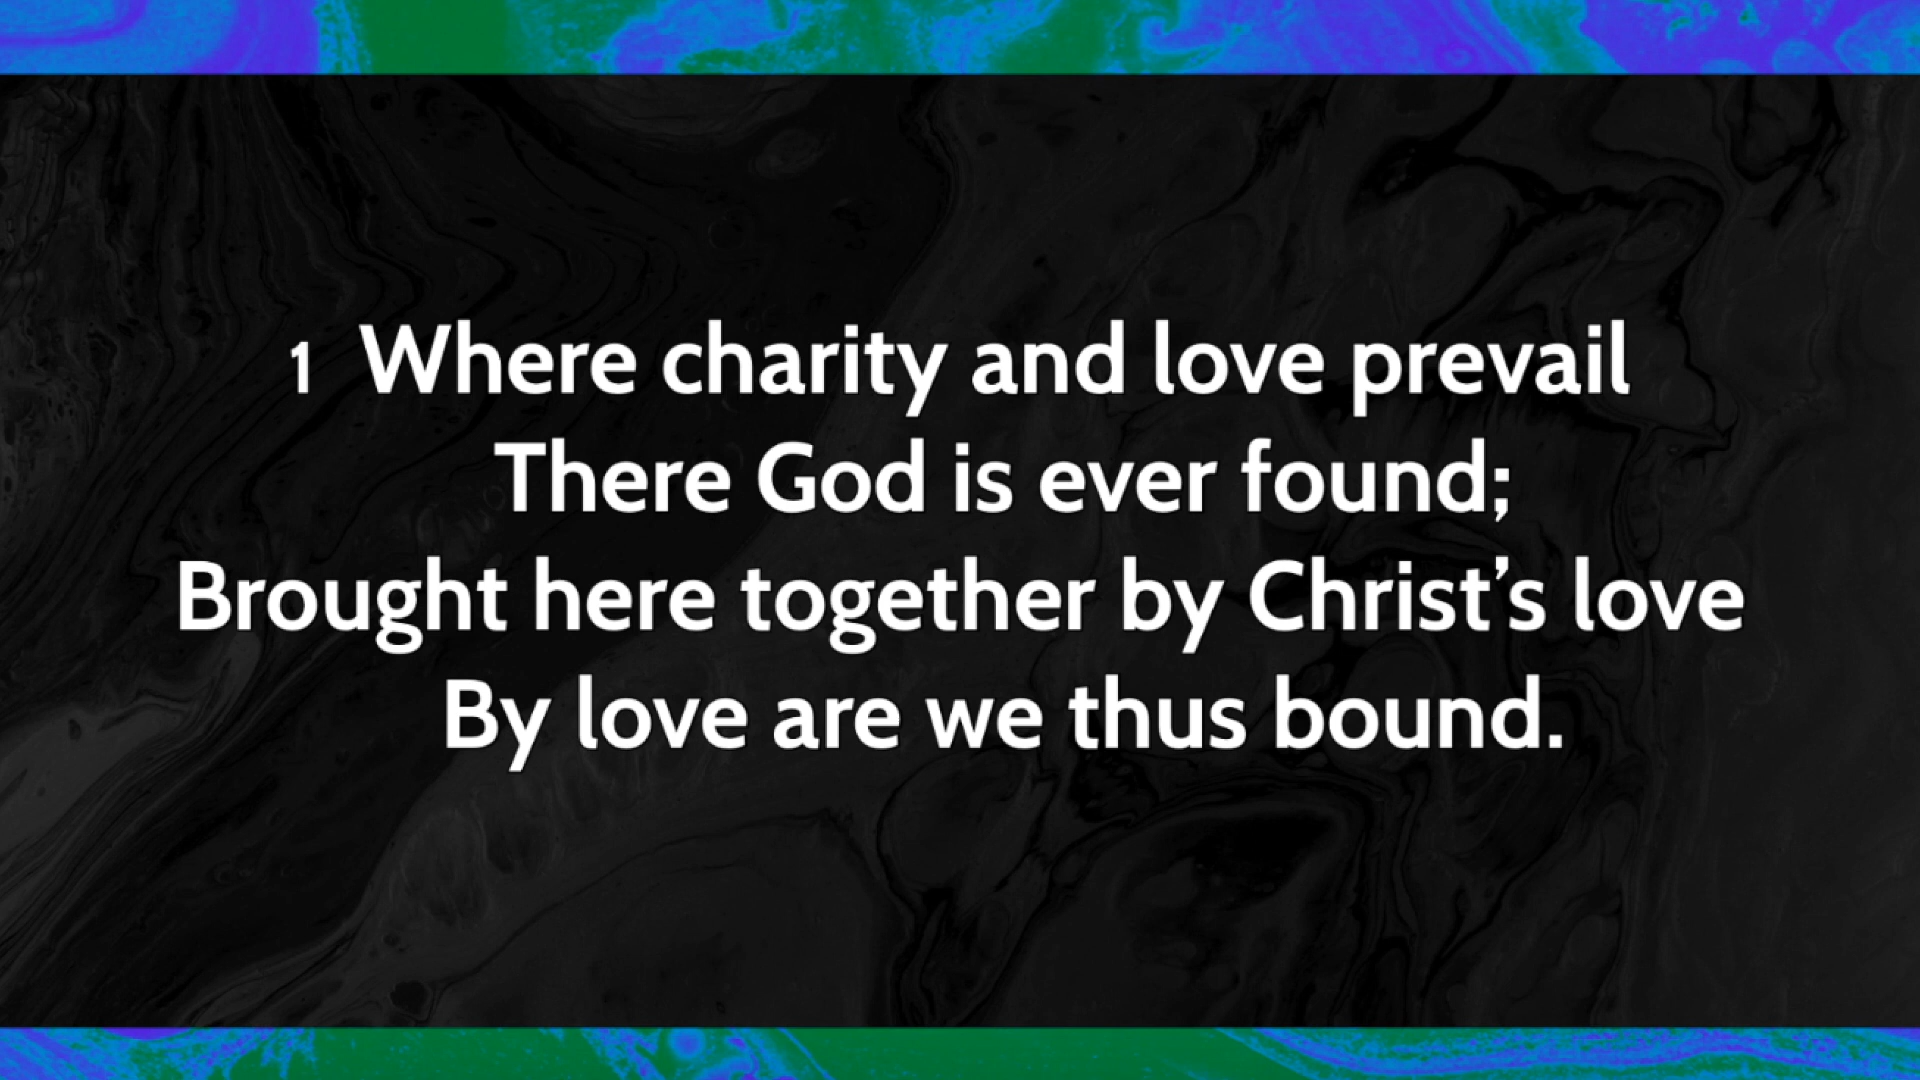 1 Where charity and love prevail
There God is ever found;
Brought here together by Christ’s love
By love are we thus bound.